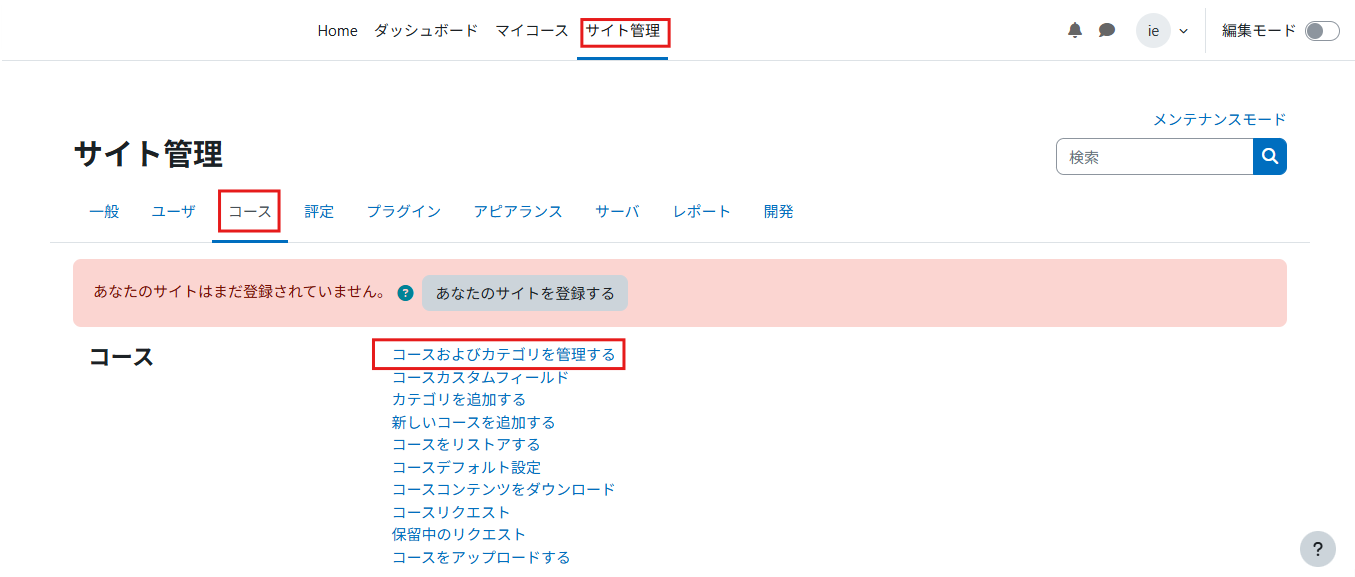 Home ダッシュボード マイコース サイト管理 ie 編集モード
メンテナンスモード
サイト管理
検索
一般 ユーザ コース 評定 プラグイン アピアランス サーバ レポート 開発
あなたのサイトはまだ登録されていません。 ? あなたのサイトを登録する
コース
コースおよびカテゴリを管理する
コースカスタムフィールド
カテゴリを追加する
新しいコースを追加する
コースをリストアする
コースデフォルト設定
コースコンテンツをダウンロード
コースリクエスト
保留中のリクエスト
コースをアップロードする
?